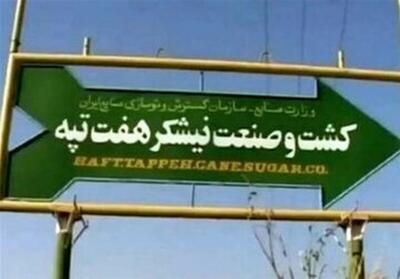 وزارت صنایع - سازمان گسترش و نوسازی صنایع ایران
کشت و صنعت نیشکر هفت تپه
HAFT.TAPPEH.CANE.SUGAR.CO.